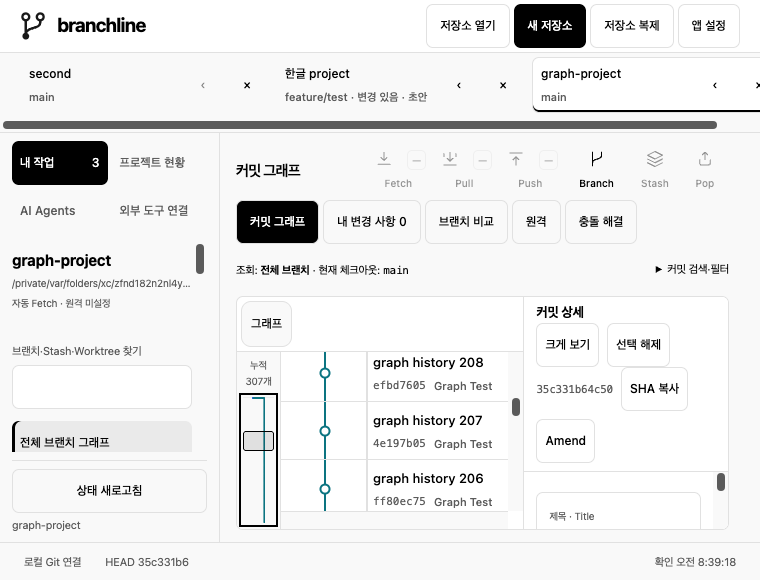 branchline
저장소 열기
새 저장소
저장소 복제
앱 설정
second
main
한글 project
feature/test · 변경 있음 · 초안
graph-project
main
내 작업 3
프로젝트 현황
AI Agents
외부 도구 연결
graph-project
/private/var/folders/xc/zfnd182n2nl4y...
자동 Fetch · 원격 미설정
브랜치·Stash·Worktree 찾기
전체 브랜치 그래프
상태 새로고침
graph-project
커밋 그래프
Fetch
Pull
Push
Branch
Stash
Pop
커밋 그래프
내 변경 사항 0
브랜치 비교
원격
충돌 해결
조회: 전체 브랜치 · 현재 체크아웃: main
▶ 커밋 검색·필터
그래프
누적
307개
graph history 208
efbd7605 Graph Test
graph history 207
4e197b05 Graph Test
graph history 206
ff80ec75 Graph Test
커밋 상세
크게 보기
선택 해제
35c331b64c50
SHA 복사
Amend
제목 · Title
로컬 Git 연결
HEAD 35c331b6
확인 오전 8:39:18